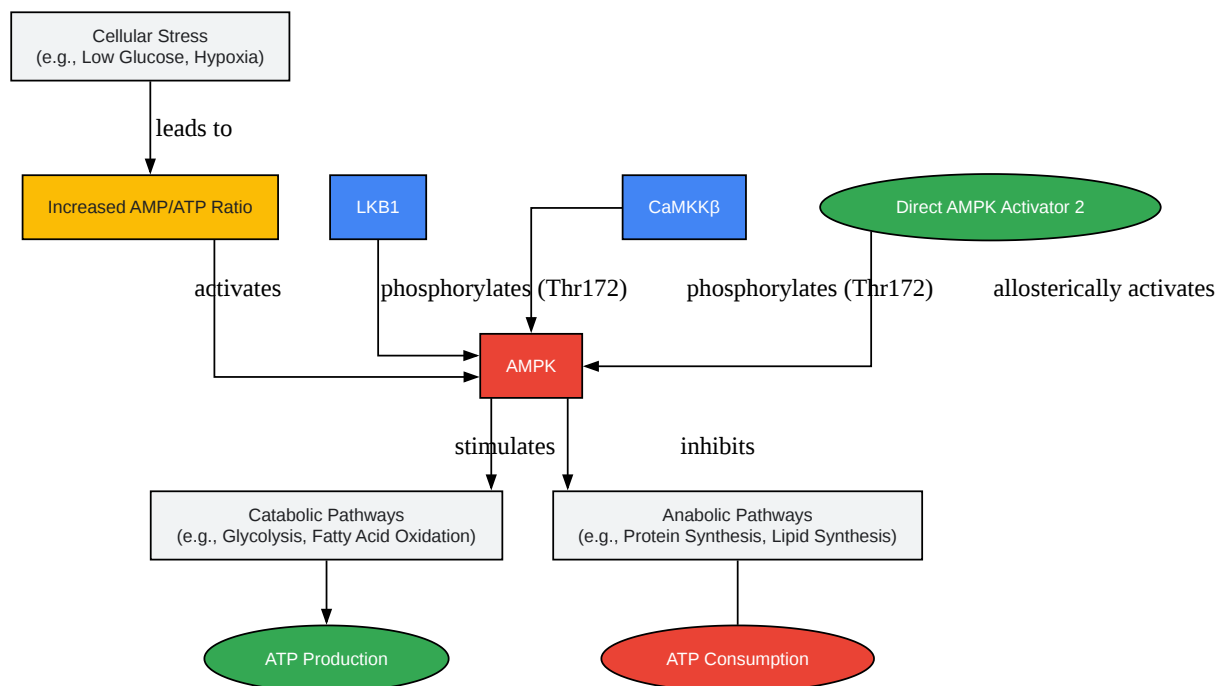 Cellular Stress
(e.g., Low Glucose, Hypoxia)
leads to
Increased AMP/ATP Ratio
LKB1
CaMKKβ
Direct AMPK Activator 2
activates
phosphorylates (Thr172)
phosphorylates (Thr172)
allosterically activates
AMPK
stimulates
inhibits
Catabolic Pathways
(e.g., Glycolysis, Fatty Acid Oxidation)
Anabolic Pathways
(e.g., Protein Synthesis, Lipid Synthesis)
ATP Production
ATP Consumption